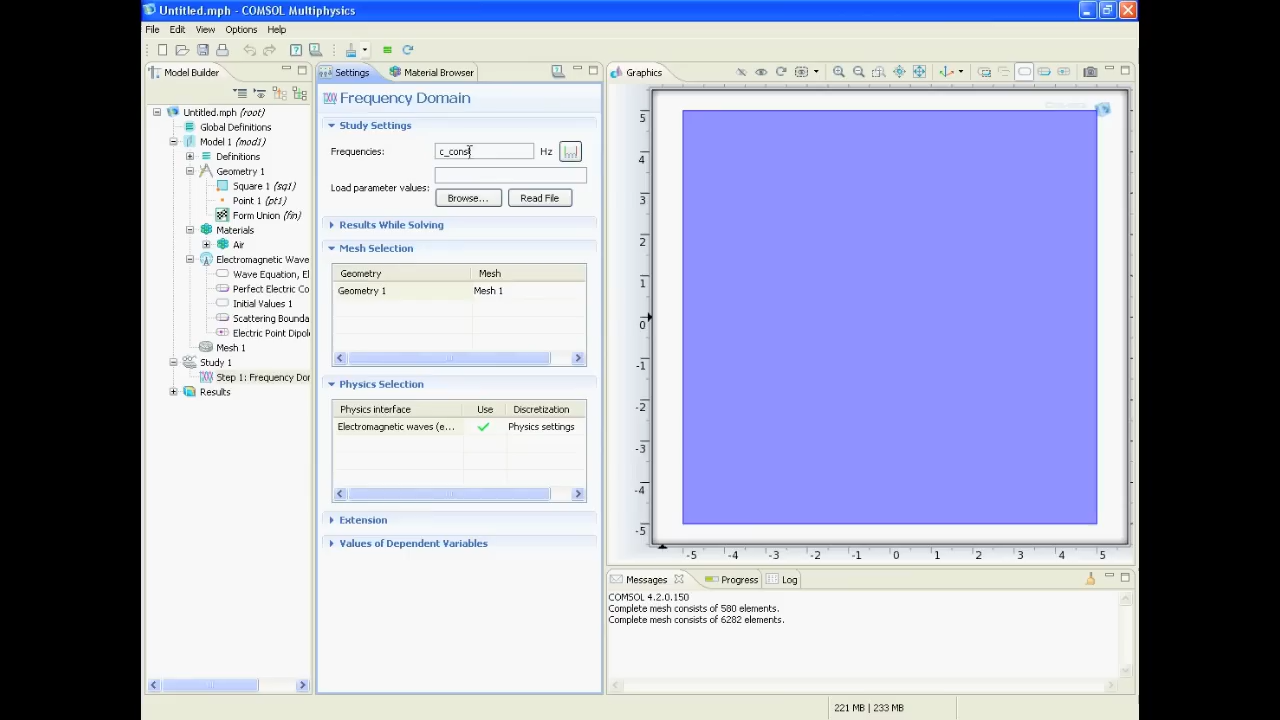 Untitled.mph - COMSOL Multiphysics
File Edit View Options Help
Model Builder
Untitled.mph (root)
Global Definitions
Model 1 (mod1)
Definitions
Geometry 1
Square 1 (sq1)
Point 1 (pt1)
Form Union (fin)
Materials
Air
Electromagnetic Wave
Wave Equation, El
Perfect Electric Co
Initial Values 1
Scattering Bounda
Electric Point Dipol
Mesh 1
Study 1
Step 1: Frequency Dor
Results
Settings Material Browser
Frequency Domain
Study Settings
Frequencies: c_const Hz
Load parameter values:
Browse... Read File
Results While Solving
Mesh Selection
Geometry Mesh
Geometry 1 Mesh 1
Physics Selection
Physics interface Use Discretization
Electromagnetic waves (e... Physics settings
Extension
Values of Dependent Variables
Graphics
5
4
3
2
1
0
-1
-2
-3
-4
-5
-5 -4 -3 -2 -1 0 1 2 3 4 5
Messages Progress Log
COMSOL 4.2.0.150
Complete mesh consists of 580 elements.
Complete mesh consists of 6282 elements.
221 MB | 233 MB